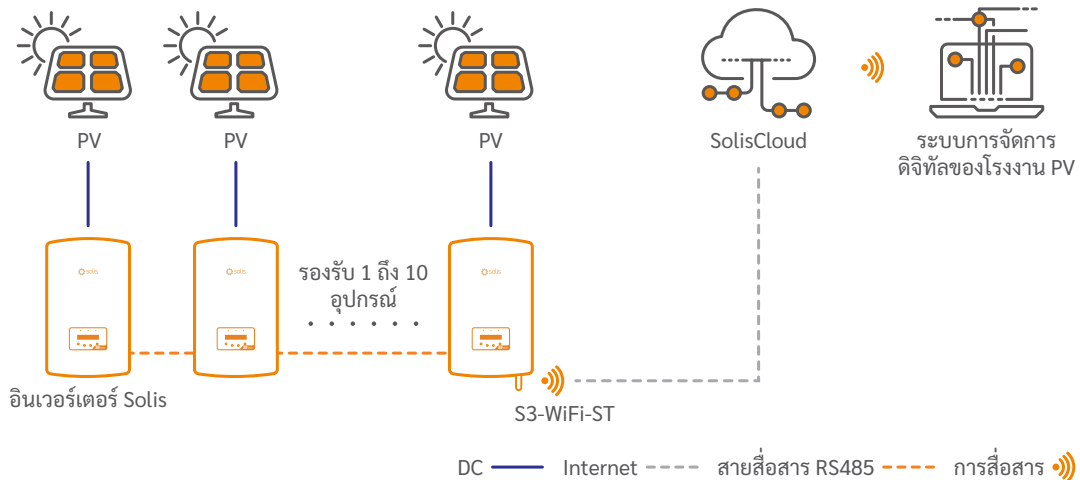 PV
PV
PV
SolisCloud
ระบบการจัดการ
ดิจิทัลของโรงงาน PV
solis
solis
solis
รองรับ 1 ถึง 10
อุปกรณ์
อินเวอร์เตอร์ Solis
S3-WiFi-ST
DC
Internet
สายสื่อสาร RS485
การสื่อสาร